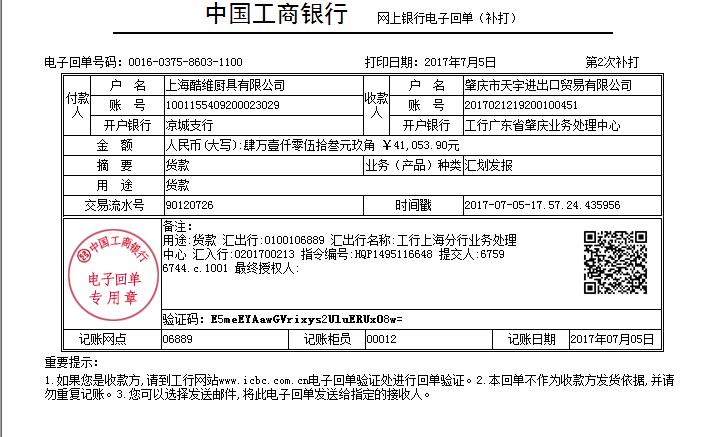 中国工商银行 网上银行电子回单（补打）
电子回单号码：0016-0375-8603-1100 打印日期：2017年7月5日 第2次补打
付款人 户 名 上海酷维厨具有限公司 收款人 户 名 肇庆市天宇进出口贸易有限公司
账 号 1001155409200023029 账 号 2017021219200100451
开户银行 凉城支行 开户银行 工行广东省肇庆业务处理中心
金 额 人民币(大写):肆万壹仟零伍拾叁元玖角 ￥41,053.90元
摘 要 货款 业务（产品）种类 汇划发报
用 途 货款
交易流水号 90120726 时间戳 2017-07-05-17.57.24.435956
中国工商银行
电子回单
专用章
备注：
用途:货款 汇出行:0100106889 汇出行名称:工行上海分行业务处理
中心 汇入行:0201700213 指令编号:HQP1495116648 提交人:6759
6744.c.1001 最终授权人:
验证码：E5meEYAawGVrixys2UluERUxO8w=
记账网点 06889 记账柜员 00012 记账日期 2017年07月05日
重要提示：
1.如果您是收款方,请到工行网站www.icbc.com.cn电子回单验证处进行回单验证。2.本回单不作为收款方发货依据,并请
勿重复记账。3.您可以选择发送邮件,将此电子回单发送给指定的接收人。